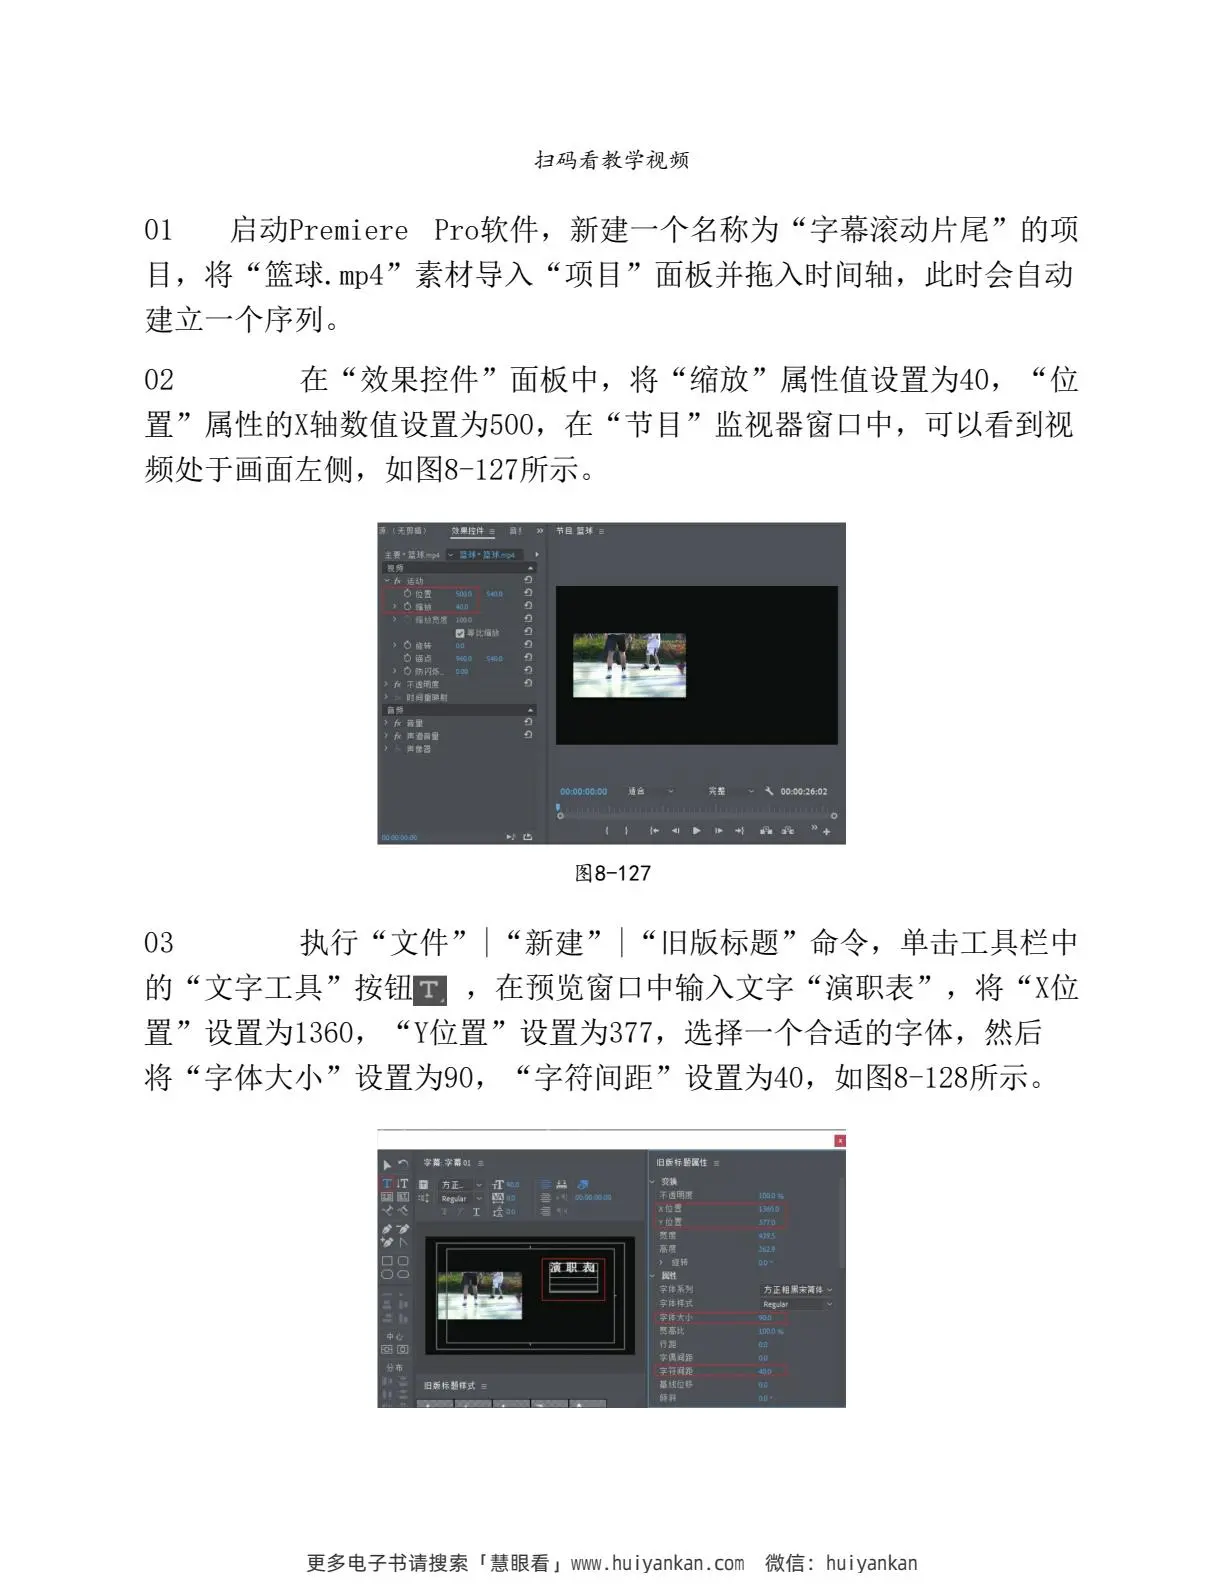 扫码看教学视频
01 启动Premiere Pro软件，新建一个名称为“字幕滚动片尾”的项
目，将“篮球.mp4”素材导入“项目”面板并拖入时间轴，此时会自动
建立一个序列。
02 在“效果控件”面板中，将“缩放”属性值设置为40，“位
置”属性的X轴数值设置为500，在“节目”监视器窗口中，可以看到视
频处于画面左侧，如图8-127所示。
源:（无剪辑） 效果控件 节目: 篮球
主要*篮球.mp4 篮球*篮球.mp4
视频
fx 运动
位置 500.0 540.0
缩放 40.0
缩放宽度 100.0
等比缩放
旋转 0.0
锚点 960.0 540.0
防闪烁... 0.00
fx 不透明度
时间重映射
音频
fx 音量
fx 声道音量
声像器
00:00:00:00 适合 完整 00:00:26:02
00:00:00:00
图8-127
03 执行“文件”|“新建”|“旧版标题”命令，单击工具栏中
的“文字工具”按钮T，在预览窗口中输入文字“演职表”，将“X位
置”设置为1360，“Y位置”设置为377，选择一个合适的字体，然后
将“字体大小”设置为90，“字符间距”设置为40，如图8-128所示。
字幕: 字幕 01
方正... 90.0
Regular 0.0 00:00:00:00
0.0
演职表
中心
分布
旧版标题样式
旧版标题属性
变换
不透明度 100.0 %
X 位置 1360.0
Y 位置 377.0
宽度 439.5
高度 262.9
旋转 0.0 °
属性
字体系列 方正粗黑宋简体
字体样式 Regular
字体大小 90.0
宽高比 100.0 %
行距 0.0
字偶间距 0.0
字符间距 40.0
基线位移 0.0
倾斜 0.0 °
更多电子书请搜索「慧眼看」www.huiyankan.com 微信：huiyankan